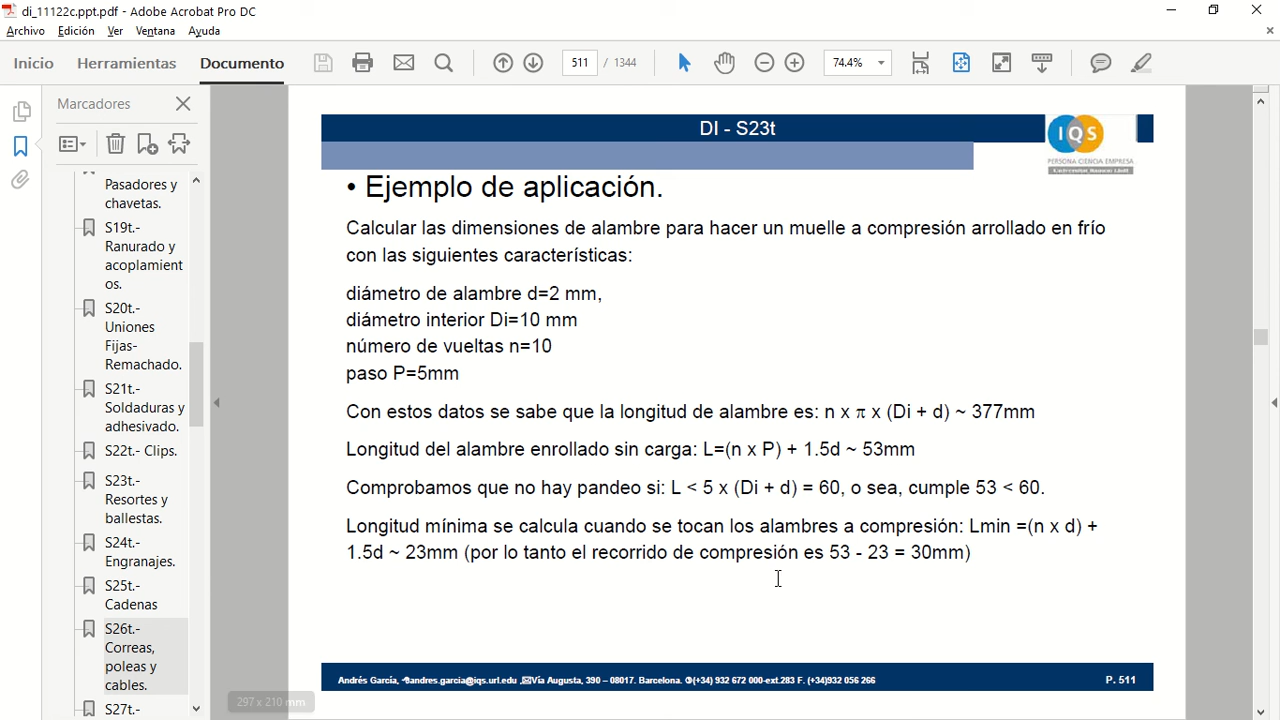 di_11122c.ppt.pdf - Adobe Acrobat Pro DC
Archivo Edición Ver Ventana Ayuda
Inicio Herramientas Documento 511 / 1344 74.4%
Marcadores
Pasadores y
chavetas.
S19t.-
Ranurado y
acoplamient
os.
S20t.-
Uniones
Fijas-
Remachado.
S21t.-
Soldaduras y
adhesivado.
S22t.- Clips.
S23t.-
Resortes y
ballestas.
S24t.-
Engranajes.
S25t.-
Cadenas
S26t.-
Correas,
poleas y
cables.
S27t.-
297 x 210 mm
DI - S23t
IQS
PERSONA CIENCIA EMPRESA
• Ejemplo de aplicación.
Calcular las dimensiones de alambre para hacer un muelle a compresión arrollado en frío
con las siguientes características:
diámetro de alambre d=2 mm,
diámetro interior Di=10 mm
número de vueltas n=10
paso P=5mm
Con estos datos se sabe que la longitud de alambre es: n x π x (Di + d) ~ 377mm
Longitud del alambre enrollado sin carga: L=(n x P) + 1.5d ~ 53mm
Comprobamos que no hay pandeo si: L < 5 x (Di + d) = 60, o sea, cumple 53 < 60.
Longitud mínima se calcula cuando se tocan los alambres a compresión: Lmin =(n x d) +
1.5d ~ 23mm (por lo tanto el recorrido de compresión es 53 - 23 = 30mm)
Andrés García, andres.garcia@iqs.url.edu ,Vía Augusta, 390 – 08017. Barcelona. (+34) 932 672 000-ext.283 F. (+34)932 056 266
P. 511